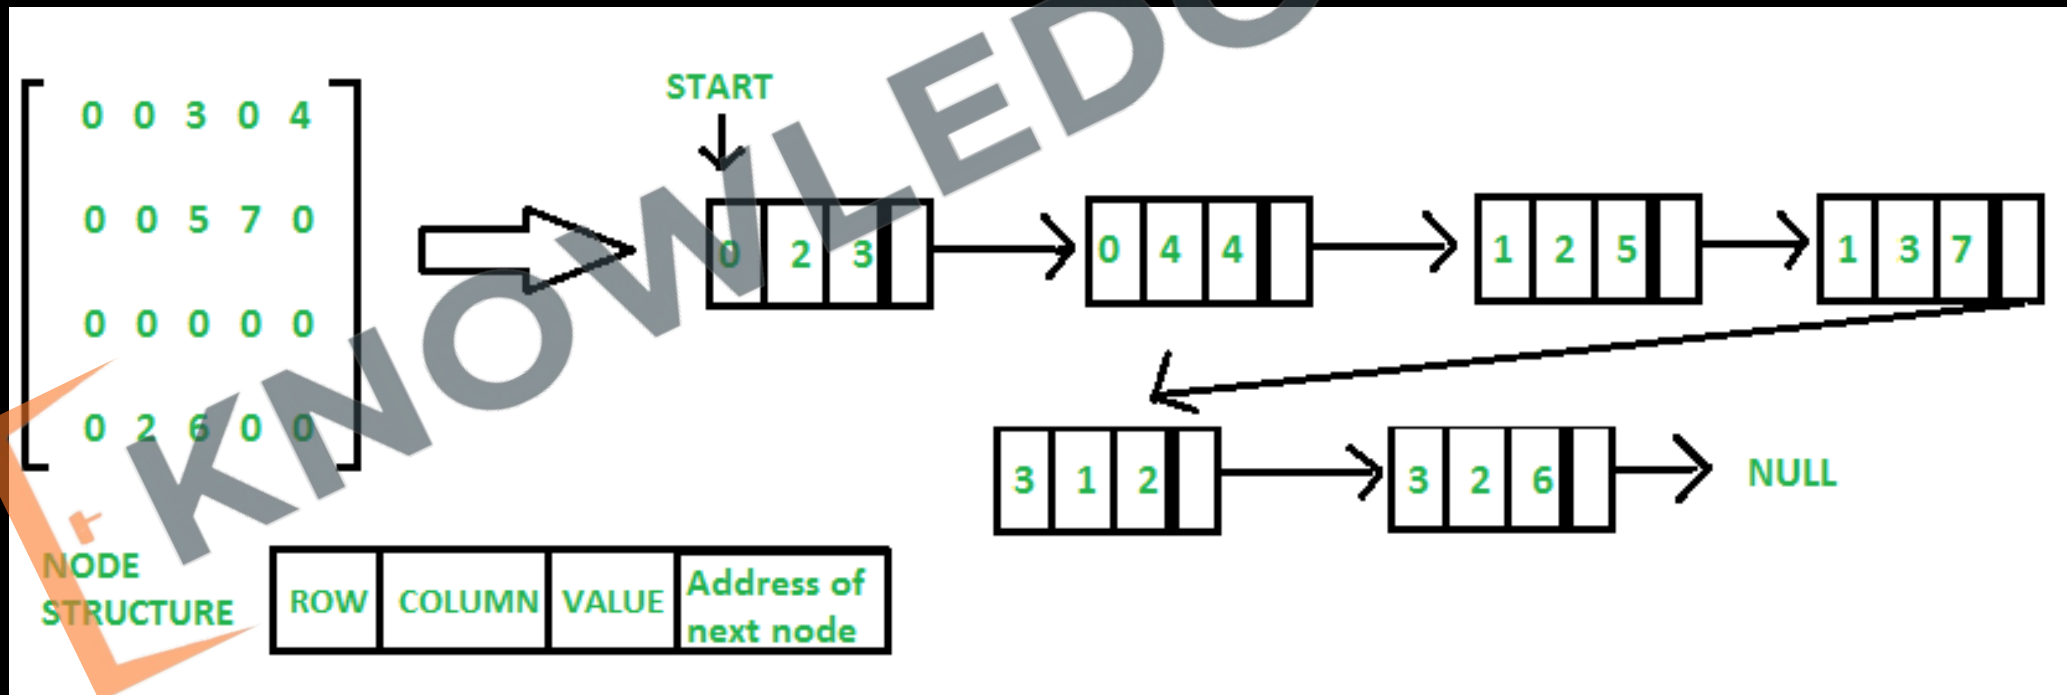 START
0 0 3 0 4
0 0 5 7 0
0 0 0 0 0
0 2 6 0 0
0 2 3
0 4 4
1 2 5
1 3 7
3 1 2
3 2 6
NULL
NODE
STRUCTURE
ROW COLUMN VALUE Address of
next node